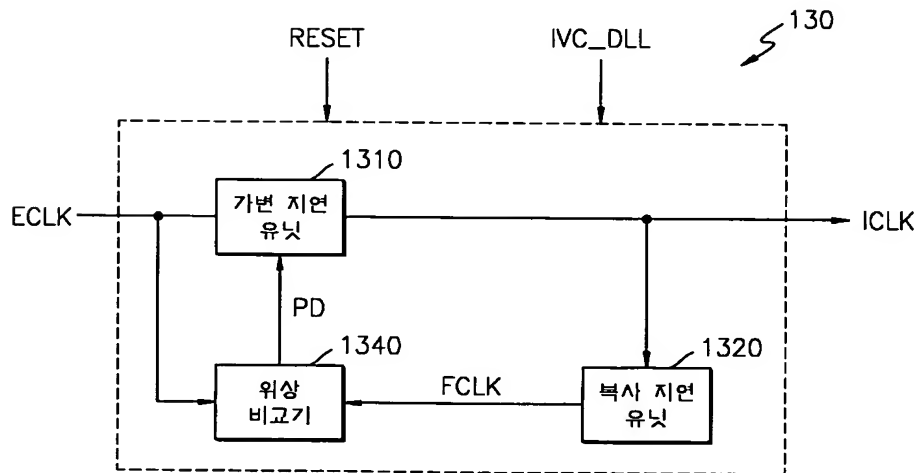 130
RESET
IVC_DLL
1310
가변 지연
유닛
ECLK
ICLK
PD
1340
위상
비교기
FCLK
1320
복사 지연
유닛